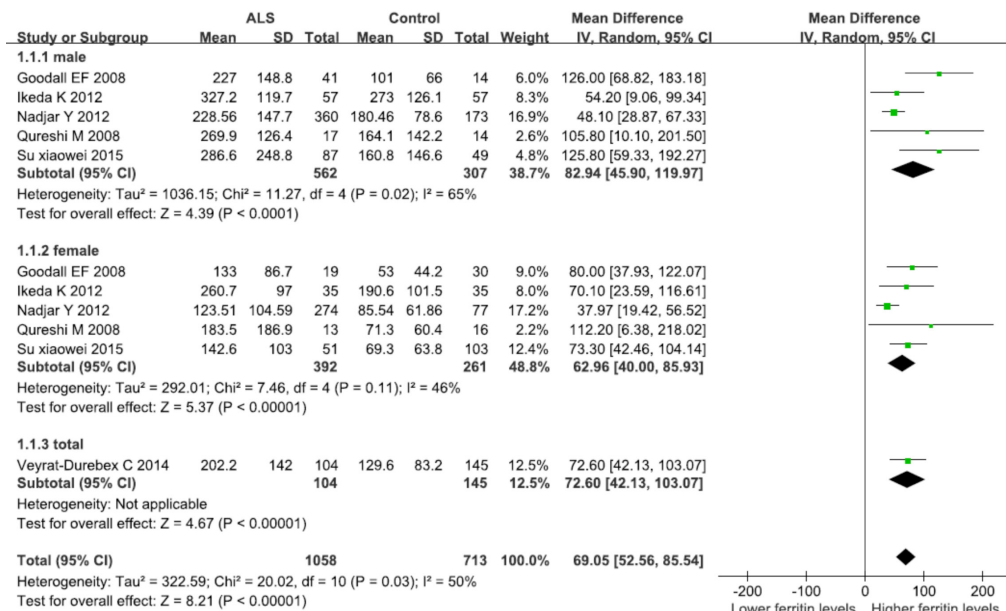 ALS Control Mean Difference Mean Difference
Study or Subgroup Mean SD Total Mean SD Total Weight IV, Random, 95% CI IV, Random, 95% CI
1.1.1 male
Goodall EF 2008 227 148.8 41 101 66 14 6.0% 126.00 [68.82, 183.18]
Ikeda K 2012 327.2 119.7 57 273 126.1 57 8.3% 54.20 [9.06, 99.34]
Nadjar Y 2012 228.56 147.7 360 180.46 78.6 173 16.9% 48.10 [28.87, 67.33]
Qureshi M 2008 269.9 126.4 17 164.1 142.2 14 2.6% 105.80 [10.10, 201.50]
Su xiaowei 2015 286.6 248.8 87 160.8 146.6 49 4.8% 125.80 [59.33, 192.27]
Subtotal (95% CI) 562 307 38.7% 82.94 [45.90, 119.97]
Heterogeneity: Tau² = 1036.15; Chi² = 11.27, df = 4 (P = 0.02); I² = 65%
Test for overall effect: Z = 4.39 (P < 0.0001)
1.1.2 female
Goodall EF 2008 133 86.7 19 53 44.2 30 9.0% 80.00 [37.93, 122.07]
Ikeda K 2012 260.7 97 35 190.6 101.5 35 8.0% 70.10 [23.59, 116.61]
Nadjar Y 2012 123.51 104.59 274 85.54 61.86 77 17.2% 37.97 [19.42, 56.52]
Qureshi M 2008 183.5 186.9 13 71.3 60.4 16 2.2% 112.20 [6.38, 218.02]
Su xiaowei 2015 142.6 103 51 69.3 63.8 103 12.4% 73.30 [42.46, 104.14]
Subtotal (95% CI) 392 261 48.8% 62.96 [40.00, 85.93]
Heterogeneity: Tau² = 292.01; Chi² = 7.46, df = 4 (P = 0.11); I² = 46%
Test for overall effect: Z = 5.37 (P < 0.00001)
1.1.3 total
Veyrat-Durebex C 2014 202.2 142 104 129.6 83.2 145 12.5% 72.60 [42.13, 103.07]
Subtotal (95% CI) 104 145 12.5% 72.60 [42.13, 103.07]
Heterogeneity: Not applicable
Test for overall effect: Z = 4.67 (P < 0.00001)
Total (95% CI) 1058 713 100.0% 69.05 [52.56, 85.54]
Heterogeneity: Tau² = 322.59; Chi² = 20.02, df = 10 (P = 0.03); I² = 50%
Test for overall effect: Z = 8.21 (P < 0.00001)
-200 -100 0 100 200
Lower ferritin levels Higher ferritin levels